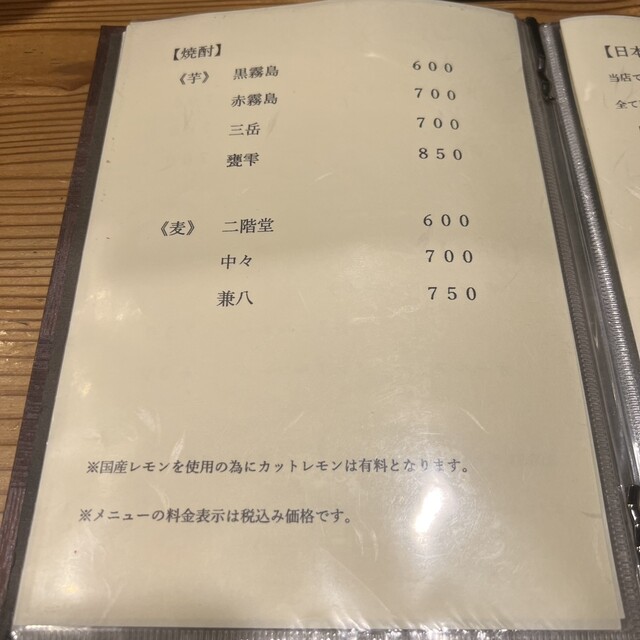 【焼酎】
《芋》 黒霧島 ６００
赤霧島 ７００
三岳 ７００
甕雫 ８５０
《麦》 二階堂 ６００
中々 ７００
兼八 ７５０
※国産レモンを使用の為にカットレモンは有料となります。
※メニューの料金表示は税込み価格です。
【日本
当店で
全て